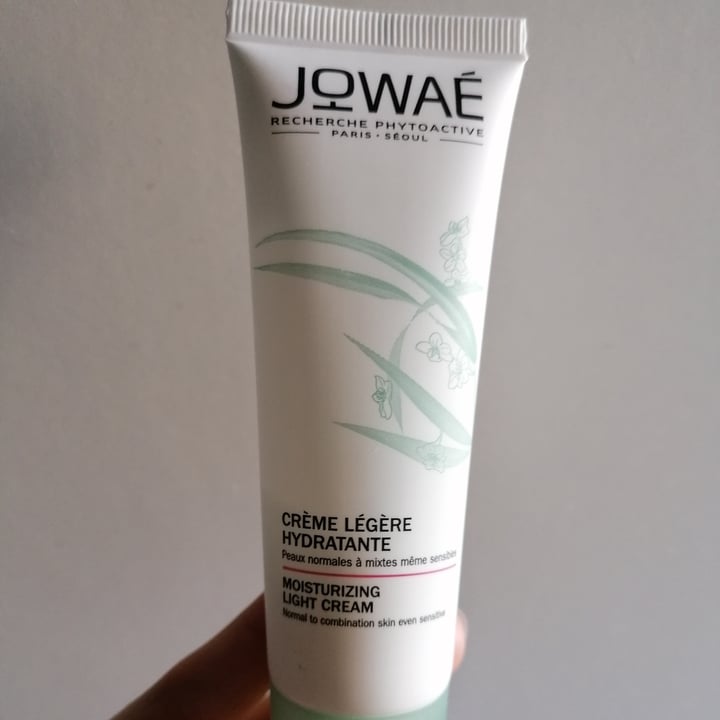 JOWAÉ
RECHERCHE PHYTOACTIVE
PARIS · SÉOUL
CRÈME LÉGÈRE
HYDRATANTE
Peaux normales à mixtes même sensibles
MOISTURIZING
LIGHT CREAM
Normal to combination skin even sensitive